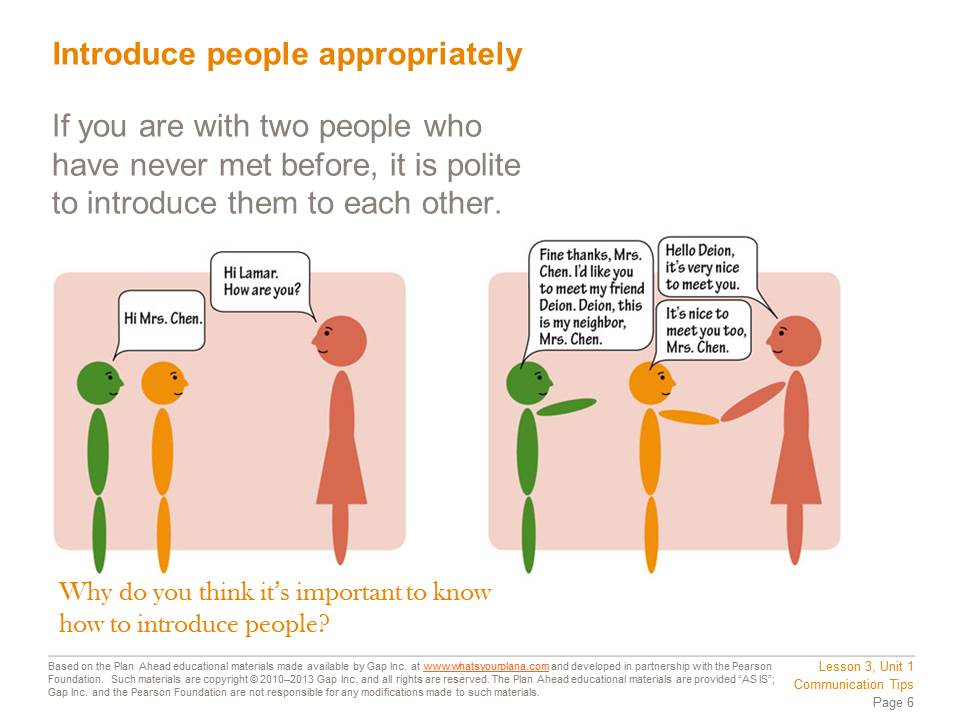 Introduce people appropriately
If you are with two people who
have never met before, it is polite
to introduce them to each other.
Hi Mrs. Chen.
Hi Lamar.
How are you?
Fine thanks, Mrs.
Chen. I'd like you
to meet my friend
Deion. Deion, this
is my neighbor,
Mrs. Chen.
Hello Deion,
it's very nice
to meet you.
It's nice to
meet you too,
Mrs. Chen.
Why do you think it's important to know
how to introduce people?
Based on the Plan Ahead educational materials made available by Gap Inc. at www.whatsyourplana.com and developed in partnership with the Pearson
Foundation. Such materials are copyright © 2010–2013 Gap Inc. and all rights are reserved. The Plan Ahead educational materials are provided “AS IS”;
Gap Inc. and the Pearson Foundation are not responsible for any modifications made to such materials.
Lesson 3, Unit 1
Communication Tips
Page 6